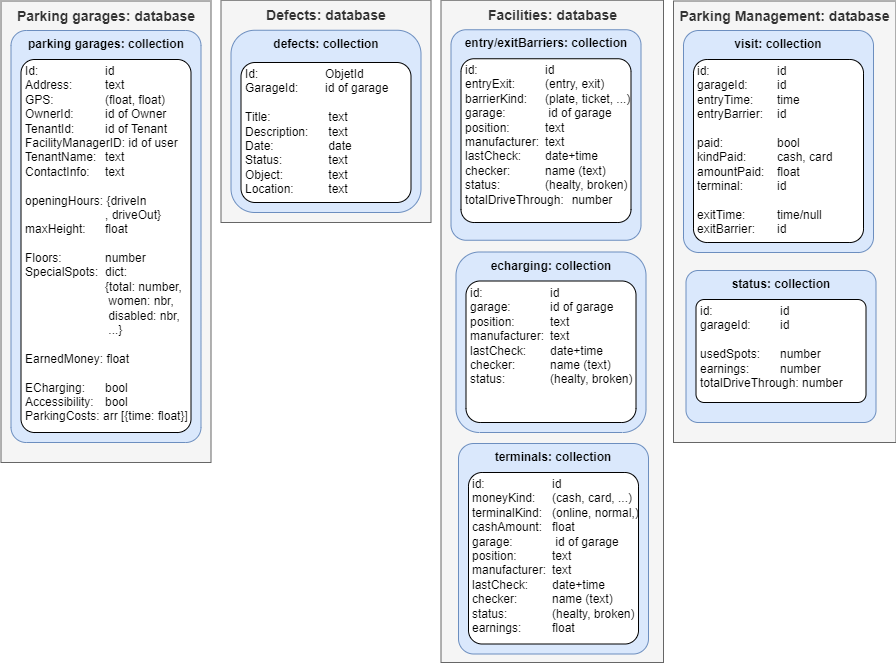 Parking garages: database
parking garages: collection
Id: id
Address: text
GPS: (float, float)
OwnerId: id of Owner
TenantId: id of Tenant
FacilityManagerID: id of user
TenantName: text
ContactInfo: text
openingHours: {driveIn
, driveOut}
maxHeight: float
Floors: number
SpecialSpots: dict:
{total: number,
women: nbr,
disabled: nbr,
...}
EarnedMoney: float
ECharging: bool
Accessibility: bool
ParkingCosts: arr [{time: float}]
Defects: database
defects: collection
Id: ObjetId
GarageId: id of garage
Title: text
Description: text
Date: date
Status: text
Object: text
Location: text
Facilities: database
entry/exitBarriers: collection
id: id
entryExit: (entry, exit)
barrierKind: (plate, ticket, ...)
garage: id of garage
position: text
manufacturer: text
lastCheck: date+time
checker: name (text)
status: (healty, broken)
totalDriveThrough: number
echarging: collection
id: id
garage: id of garage
position: text
manufacturer: text
lastCheck: date+time
checker: name (text)
status: (healty, broken)
terminals: collection
id: id
moneyKind: (cash, card, ...)
terminalKind: (online, normal,)
cashAmount: float
garage: id of garage
position: text
manufacturer: text
lastCheck: date+time
checker: name (text)
status: (healty, broken)
earnings: float
Parking Management: database
visit: collection
id: id
garageId: id
entryTime: time
entryBarrier: id
paid: bool
kindPaid: cash, card
amountPaid: float
terminal: id
exitTime: time/null
exitBarrier: id
status: collection
id: id
garageId: id
usedSpots: number
earnings: number
totalDriveThrough: number